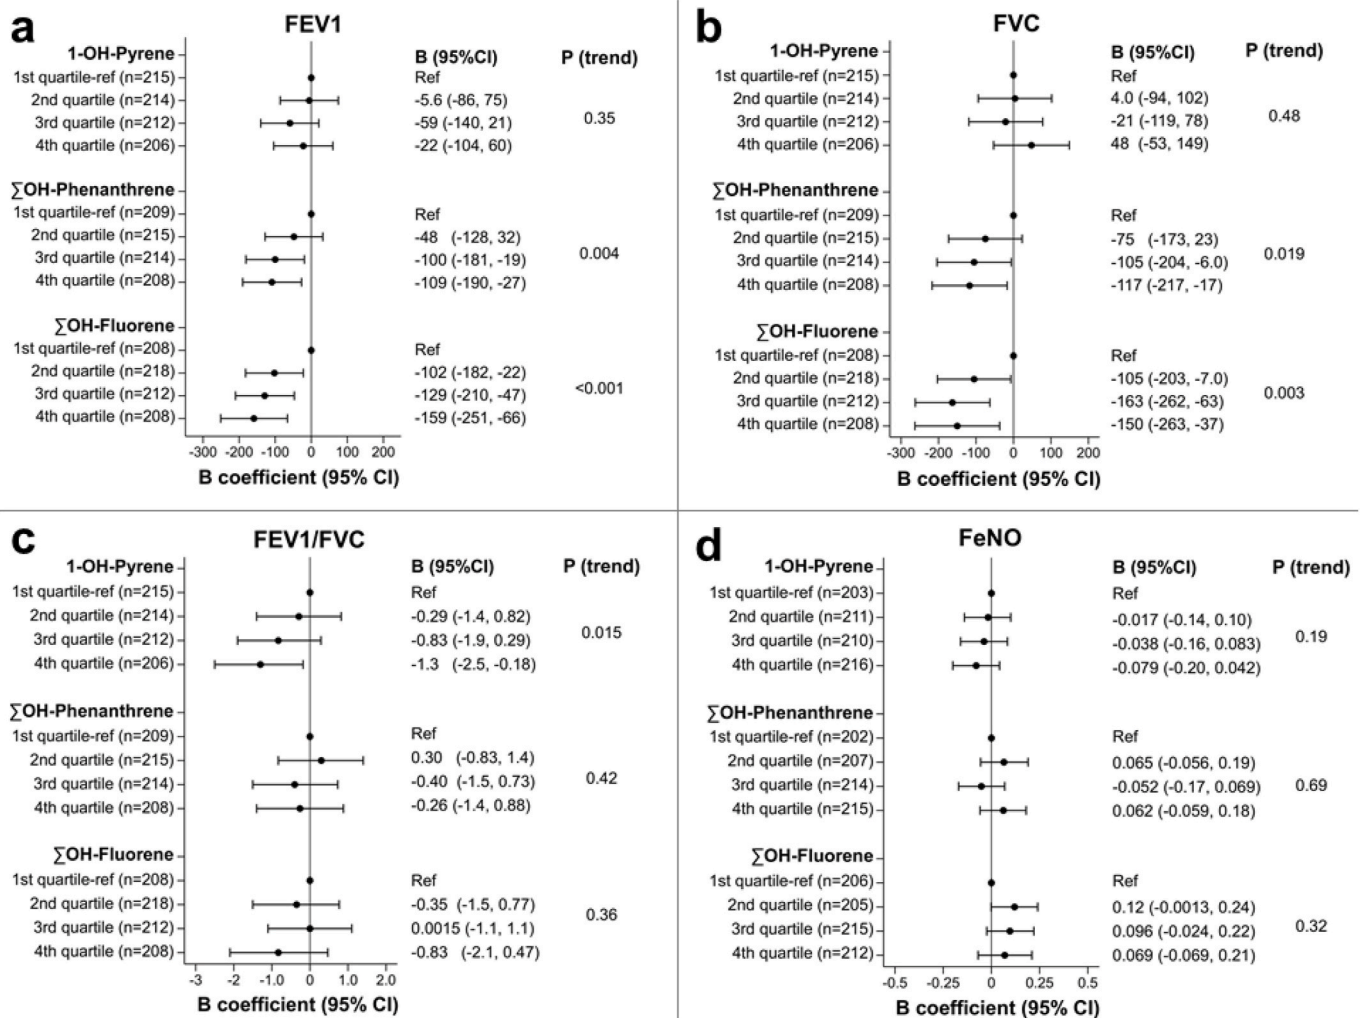 a
FEV1
1-OH-Pyrene
B (95%CI)
P (trend)
1st quartile-ref (n=215)
Ref
2nd quartile (n=214)
-5.6 (-86, 75)
3rd quartile (n=212)
-59 (-140, 21)
0.35
4th quartile (n=206)
-22 (-104, 60)
∑OH-Phenanthrene
1st quartile-ref (n=209)
Ref
2nd quartile (n=215)
-48 (-128, 32)
0.004
3rd quartile (n=214)
-100 (-181, -19)
4th quartile (n=208)
-109 (-190, -27)
∑OH-Fluorene
1st quartile-ref (n=208)
Ref
2nd quartile (n=218)
-102 (-182, -22)
<0.001
3rd quartile (n=212)
-129 (-210, -47)
4th quartile (n=208)
-159 (-251, -66)
-300 -200 -100 0 100 200
B coefficient (95% CI)
b
FVC
1-OH-Pyrene
B (95%CI)
P (trend)
1st quartile-ref (n=215)
Ref
2nd quartile (n=214)
4.0 (-94, 102)
0.48
3rd quartile (n=212)
-21 (-119, 78)
4th quartile (n=206)
48 (-53, 149)
∑OH-Phenanthrene
1st quartile-ref (n=209)
Ref
2nd quartile (n=215)
-75 (-173, 23)
0.019
3rd quartile (n=214)
-105 (-204, -6.0)
4th quartile (n=208)
-117 (-217, -17)
∑OH-Fluorene
1st quartile-ref (n=208)
Ref
2nd quartile (n=218)
-105 (-203, -7.0)
0.003
3rd quartile (n=212)
-163 (-262, -63)
4th quartile (n=208)
-150 (-263, -37)
-300 -200 -100 0 100 200
B coefficient (95% CI)
c
FEV1/FVC
1-OH-Pyrene
B (95%CI)
P (trend)
1st quartile-ref (n=215)
Ref
2nd quartile (n=214)
-0.29 (-1.4, 0.82)
0.015
3rd quartile (n=212)
-0.83 (-1.9, 0.29)
4th quartile (n=206)
-1.3 (-2.5, -0.18)
∑OH-Phenanthrene
1st quartile-ref (n=209)
Ref
2nd quartile (n=215)
0.30 (-0.83, 1.4)
0.42
3rd quartile (n=214)
-0.40 (-1.5, 0.73)
4th quartile (n=208)
-0.26 (-1.4, 0.88)
∑OH-Fluorene
1st quartile-ref (n=208)
Ref
2nd quartile (n=218)
-0.35 (-1.5, 0.77)
0.36
3rd quartile (n=212)
0.0015 (-1.1, 1.1)
4th quartile (n=208)
-0.83 (-2.1, 0.47)
-3 -2 -1.0 0 1.0 2.0
B coefficient (95% CI)
d
FeNO
1-OH-Pyrene
B (95%CI)
P (trend)
1st quartile-ref (n=203)
Ref
2nd quartile (n=211)
-0.017 (-0.14, 0.10)
0.19
3rd quartile (n=210)
-0.038 (-0.16, 0.083)
4th quartile (n=216)
-0.079 (-0.20, 0.042)
∑OH-Phenanthrene
1st quartile-ref (n=202)
Ref
2nd quartile (n=207)
0.065 (-0.056, 0.19)
0.69
3rd quartile (n=214)
-0.052 (-0.17, 0.069)
4th quartile (n=215)
0.062 (-0.059, 0.18)
∑OH-Fluorene
1st quartile-ref (n=206)
Ref
2nd quartile (n=205)
0.12 (-0.0013, 0.24)
0.32
3rd quartile (n=215)
0.096 (-0.024, 0.22)
4th quartile (n=212)
0.069 (-0.069, 0.21)
-0.5 -0.25 0 0.25 0.5
B coefficient (95% CI)